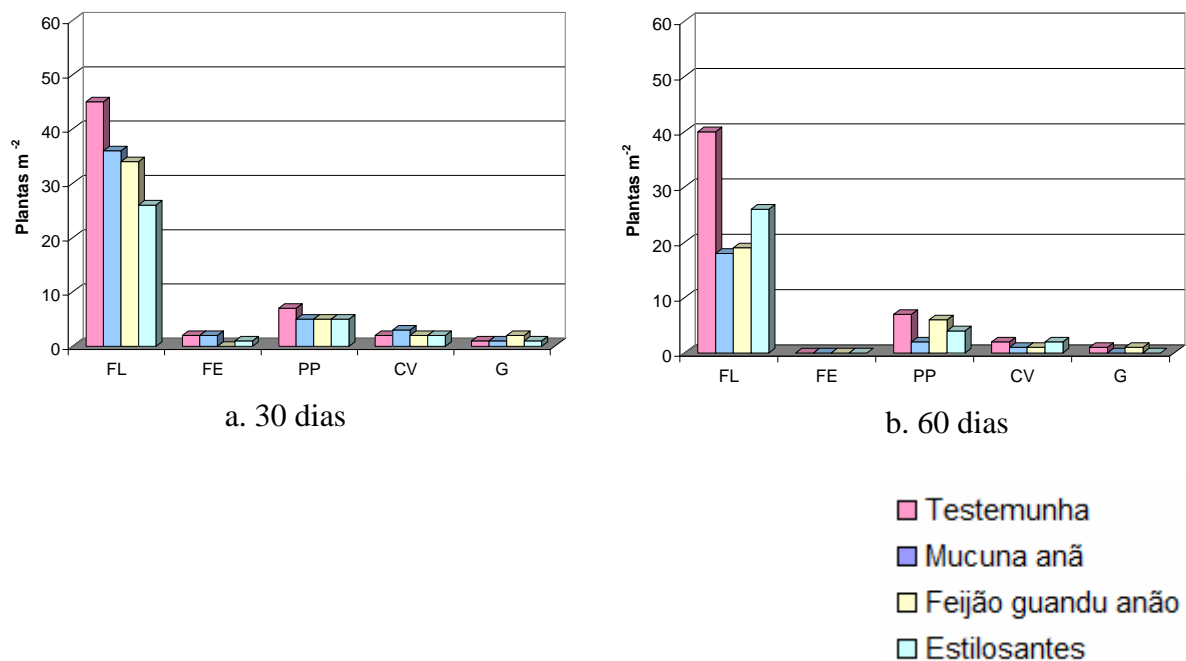 60
50
40
30
20
10
0
Plantas m⁻²
FL FE PP CV G
a. 30 dias
60
50
40
30
20
10
0
Plantas m⁻²
FL FE PP CV G
b. 60 dias
Testemunha
Mucuna anã
Feijão guandu anão
Estilosantes